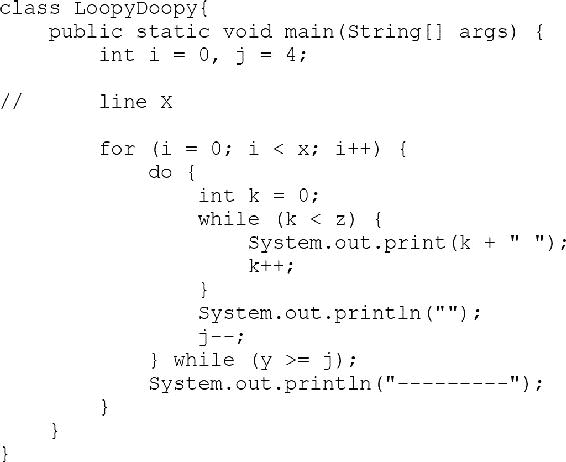 class LoopyDoopy{
    public static void main(String[] args) {
        int i = 0, j = 4;
//      line X
        for (i = 0; i < x; i++) {
            do {
                int k = 0;
                while (k < z) {
                    System.out.print(k + " ");
                    k++;
                }
                System.out.println("");
                j--;
            } while (y >= j);
            System.out.println("---------");
        }
    }
}